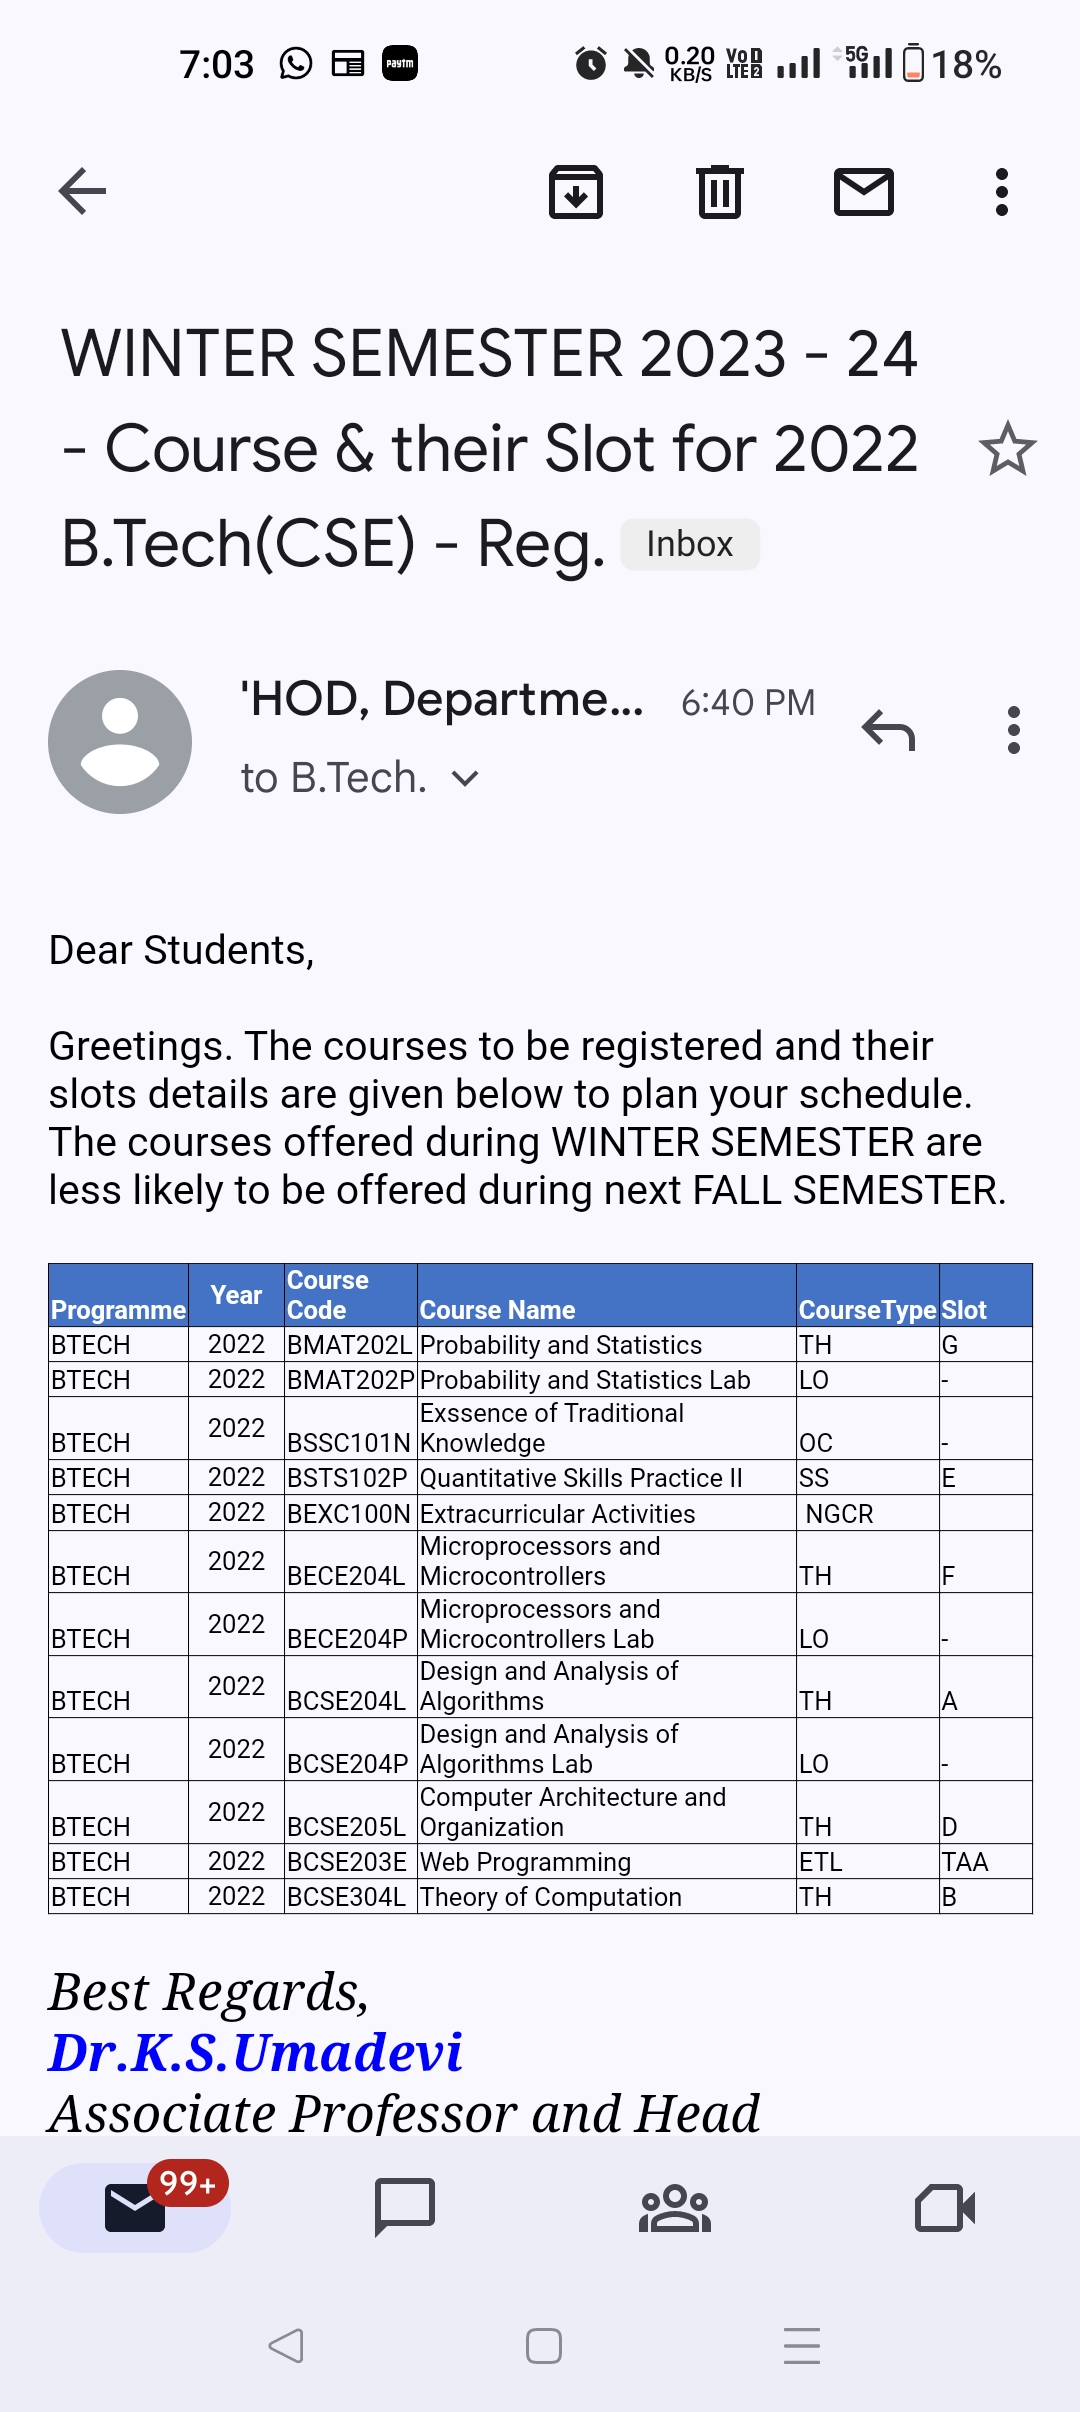 7:03 paytm 0.20 KB/S VoD LTE 2 5G 18%
WINTER SEMESTER 2023 - 24
- Course & their Slot for 2022
B.Tech(CSE) - Reg. Inbox
'HOD, Departme... 6:40 PM
to B.Tech.
Dear Students,
Greetings. The courses to be registered and their
slots details are given below to plan your schedule.
The courses offered during WINTER SEMESTER are
less likely to be offered during next FALL SEMESTER.
Programme Year Course Code Course Name CourseType Slot
BTECH 2022 BMAT202L Probability and Statistics TH G
BTECH 2022 BMAT202P Probability and Statistics Lab LO -
BTECH 2022 BSSC101N Exssence of Traditional Knowledge OC -
BTECH 2022 BSTS102P Quantitative Skills Practice II SS E
BTECH 2022 BEXC100N Extracurricular Activities NGCR
BTECH 2022 BECE204L Microprocessors and Microcontrollers TH F
BTECH 2022 BECE204P Microprocessors and Microcontrollers Lab LO -
BTECH 2022 BCSE204L Design and Analysis of Algorithms TH A
BTECH 2022 BCSE204P Design and Analysis of Algorithms Lab LO -
BTECH 2022 BCSE205L Computer Architecture and Organization TH D
BTECH 2022 BCSE203E Web Programming ETL TAA
BTECH 2022 BCSE304L Theory of Computation TH B
Best Regards,
Dr.K.S.Umadevi
Associate Professor and Head
99+